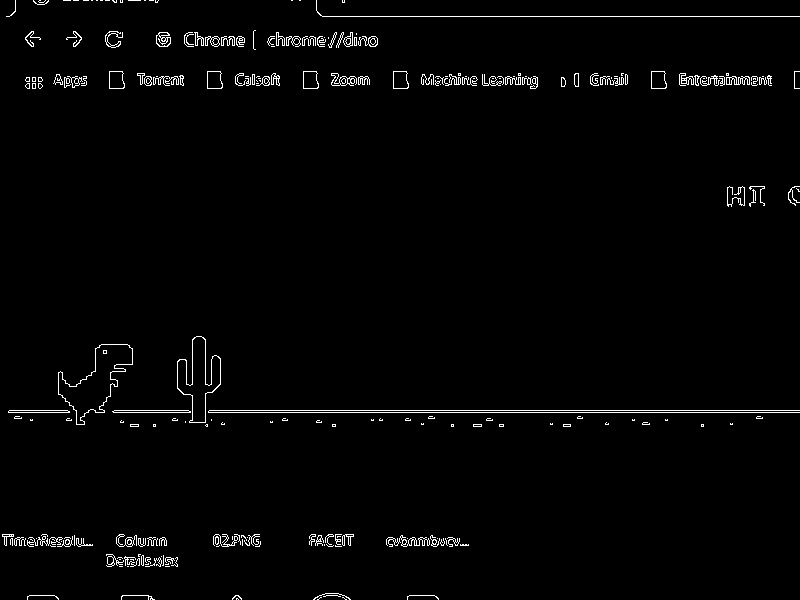 Chrome | chrome://dino
Apps Torrent Calsoft Zoom Machine Learning Gmail Entertainment
HI
TimerResolu... Column Details.xlsx 02.PNG FACEIT cvbnmbvcv...